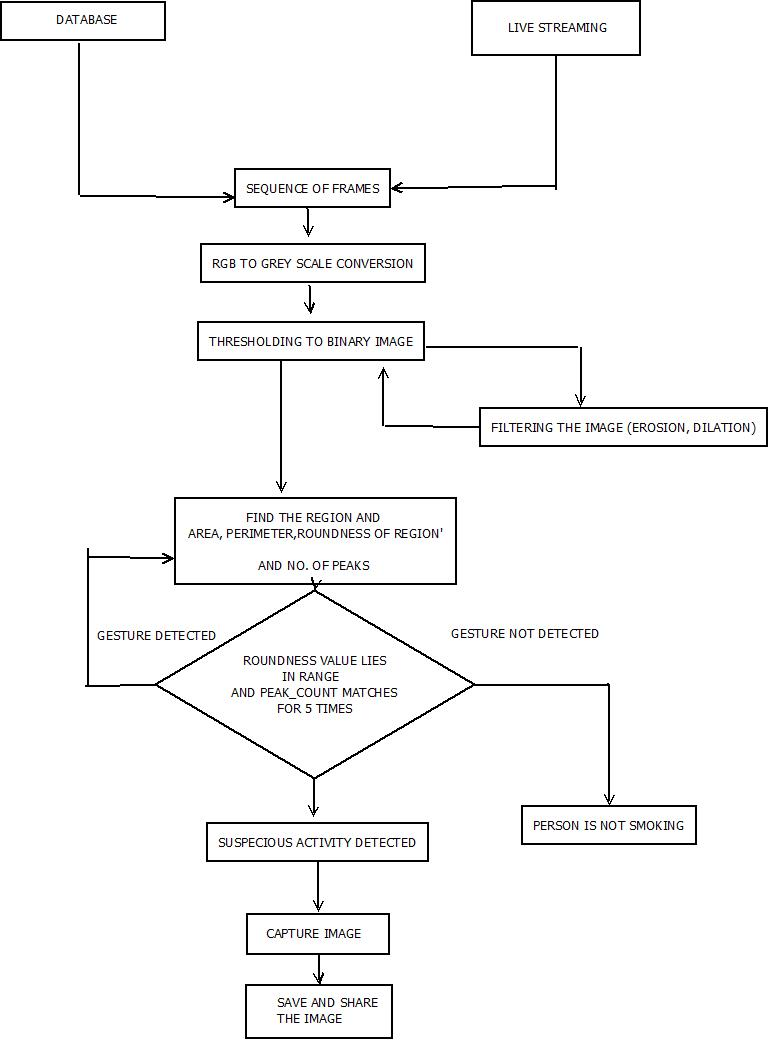 DATABASE
LIVE STREAMING
SEQUENCE OF FRAMES
RGB TO GREY SCALE CONVERSION
THRESHOLDING TO BINARY IMAGE
FILTERING THE IMAGE (EROSION, DILATION)
FIND THE REGION AND
AREA, PERIMETER,ROUNDNESS OF REGION'
AND NO. OF PEAKS
GESTURE DETECTED
GESTURE NOT DETECTED
ROUNDNESS VALUE LIES
IN RANGE
AND PEAK_COUNT MATCHES
FOR 5 TIMES
PERSON IS NOT SMOKING
SUSPECIOUS ACTIVITY DETECTED
CAPTURE IMAGE
SAVE AND SHARE
THE IMAGE